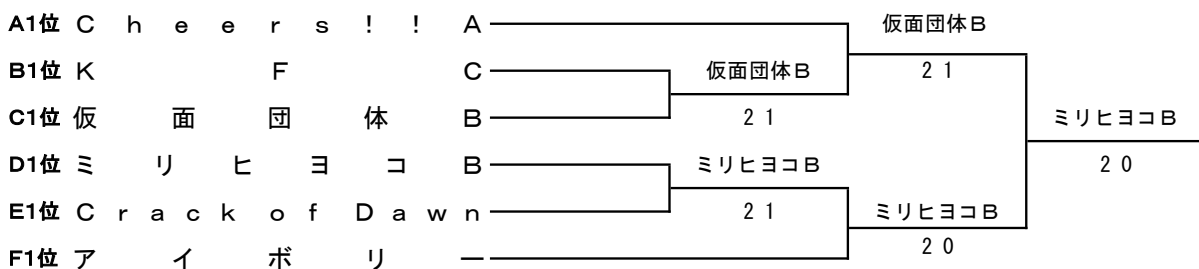 A1位 Cheers!!A 仮面団体B
B1位 KFC 仮面団体B 21
C1位 仮面団体B 21 ミリヒヨコB
D1位 ミリヒヨコB ミリヒヨコB 20
E1位 Crack of Dawn 21 ミリヒヨコB
F1位 アイボリー 20